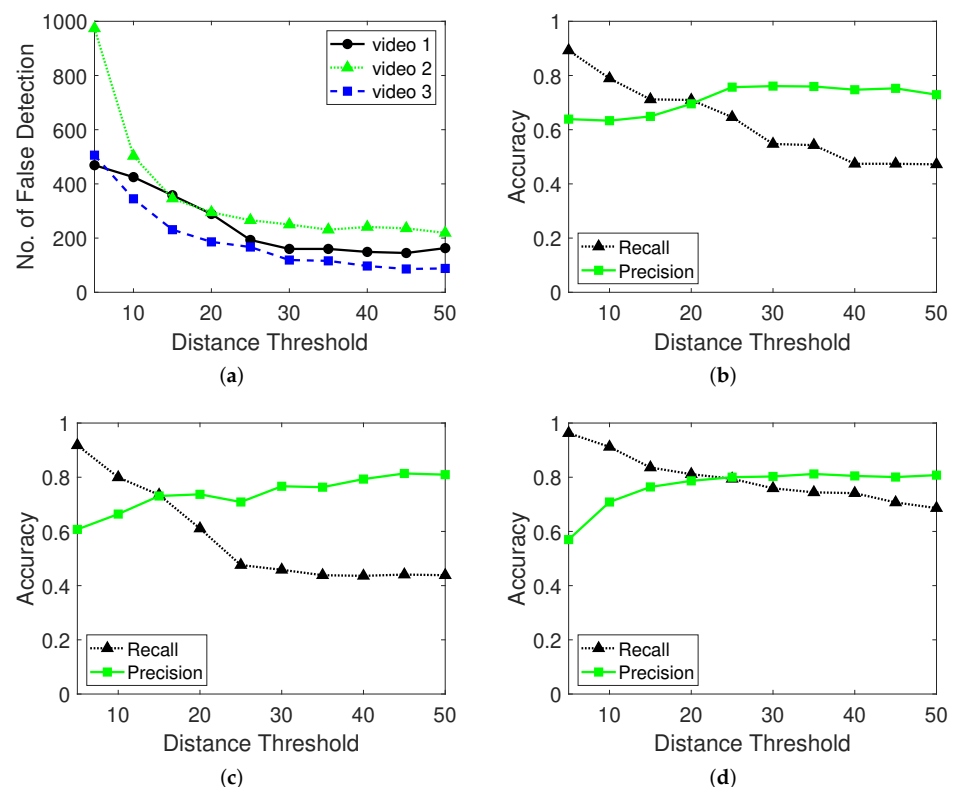 No. of False Detection
1000
800
600
400
200
0
video 1
video 2
video 3
10
20
30
40
50
Distance Threshold
(a)
Accuracy
1
0.8
0.6
0.4
0.2
0
Recall
Precision
10
20
30
40
50
Distance Threshold
(b)
Accuracy
1
0.8
0.6
0.4
0.2
0
Recall
Precision
10
20
30
40
50
Distance Threshold
(c)
Accuracy
1
0.8
0.6
0.4
0.2
0
Recall
Precision
10
20
30
40
50
Distance Threshold
(d)